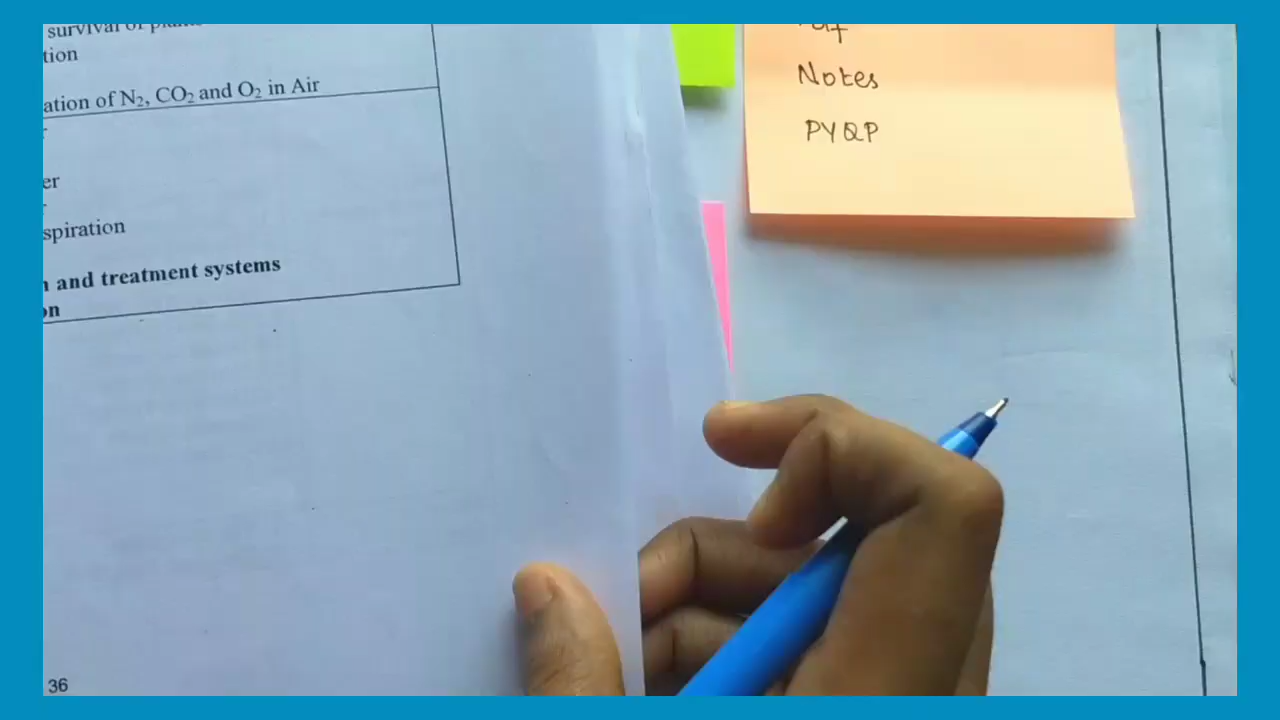 survival of
tion
ation of N₂, CO₂ and O₂ in Air
er
spiration
and treatment systems
on
36
Notes
PYQP